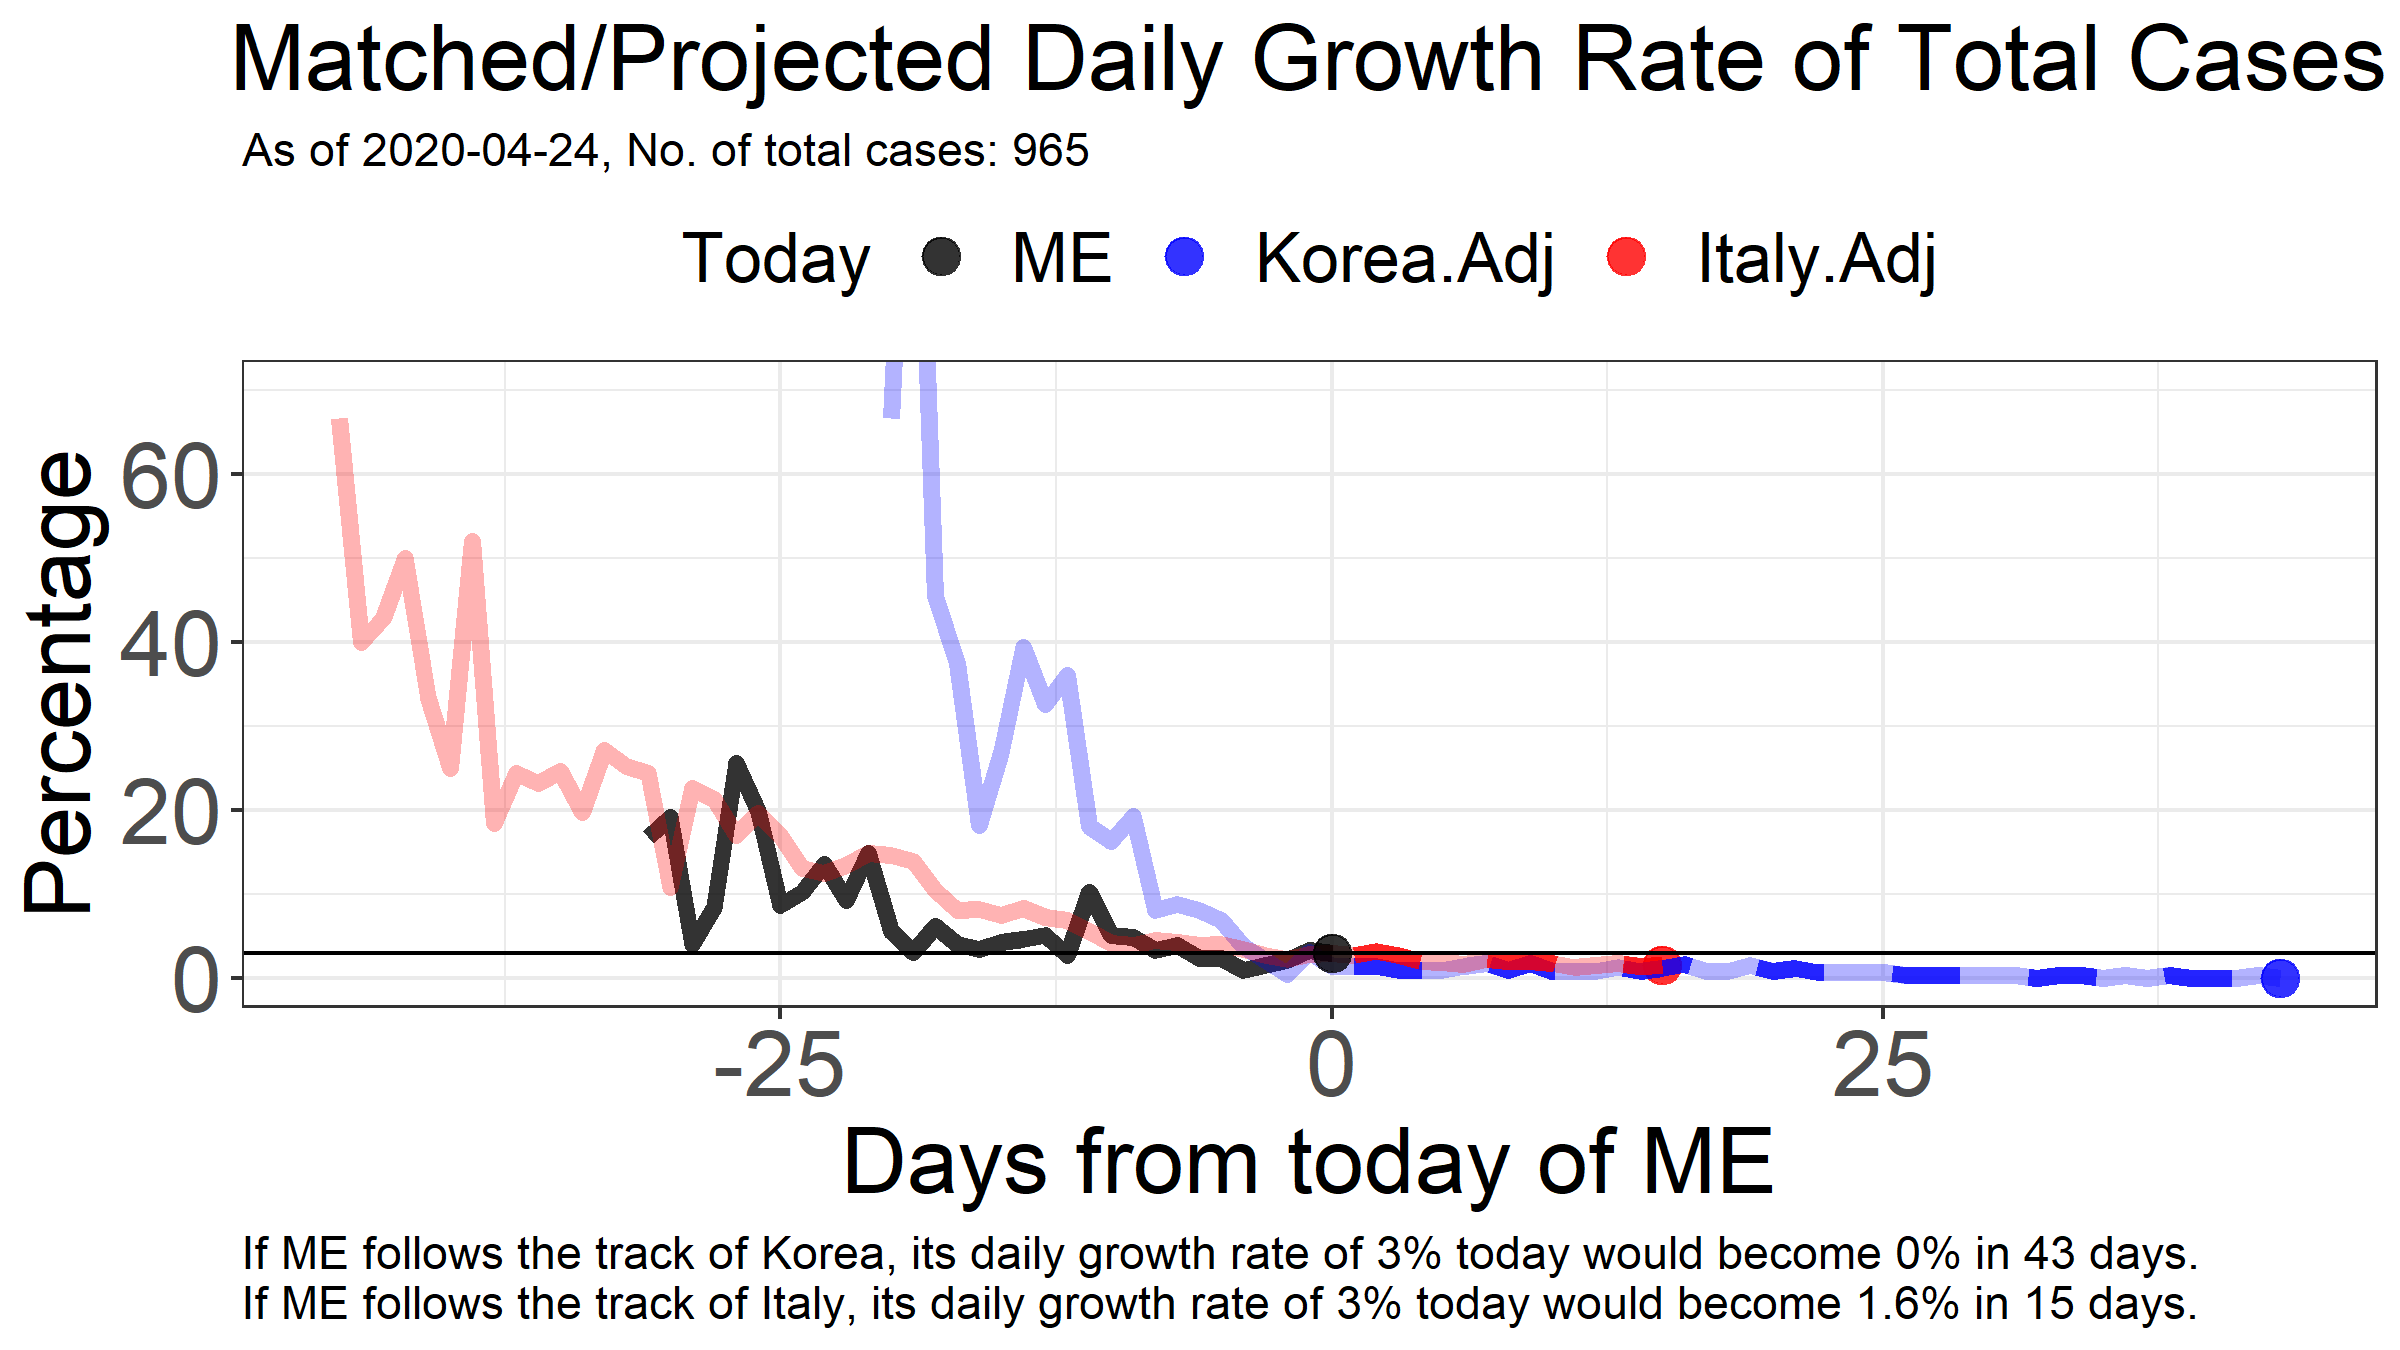 Matched/Projected Daily Growth Rate of Total Cases
As of 2020-04-24, No. of total cases: 965
Today ME Korea.Adj Italy.Adj
Percentage
60
40
20
0
-25 0 25
Days from today of ME
If ME follows the track of Korea, its daily growth rate of 3% today would become 0% in 43 days.
If ME follows the track of Italy, its daily growth rate of 3% today would become 1.6% in 15 days.